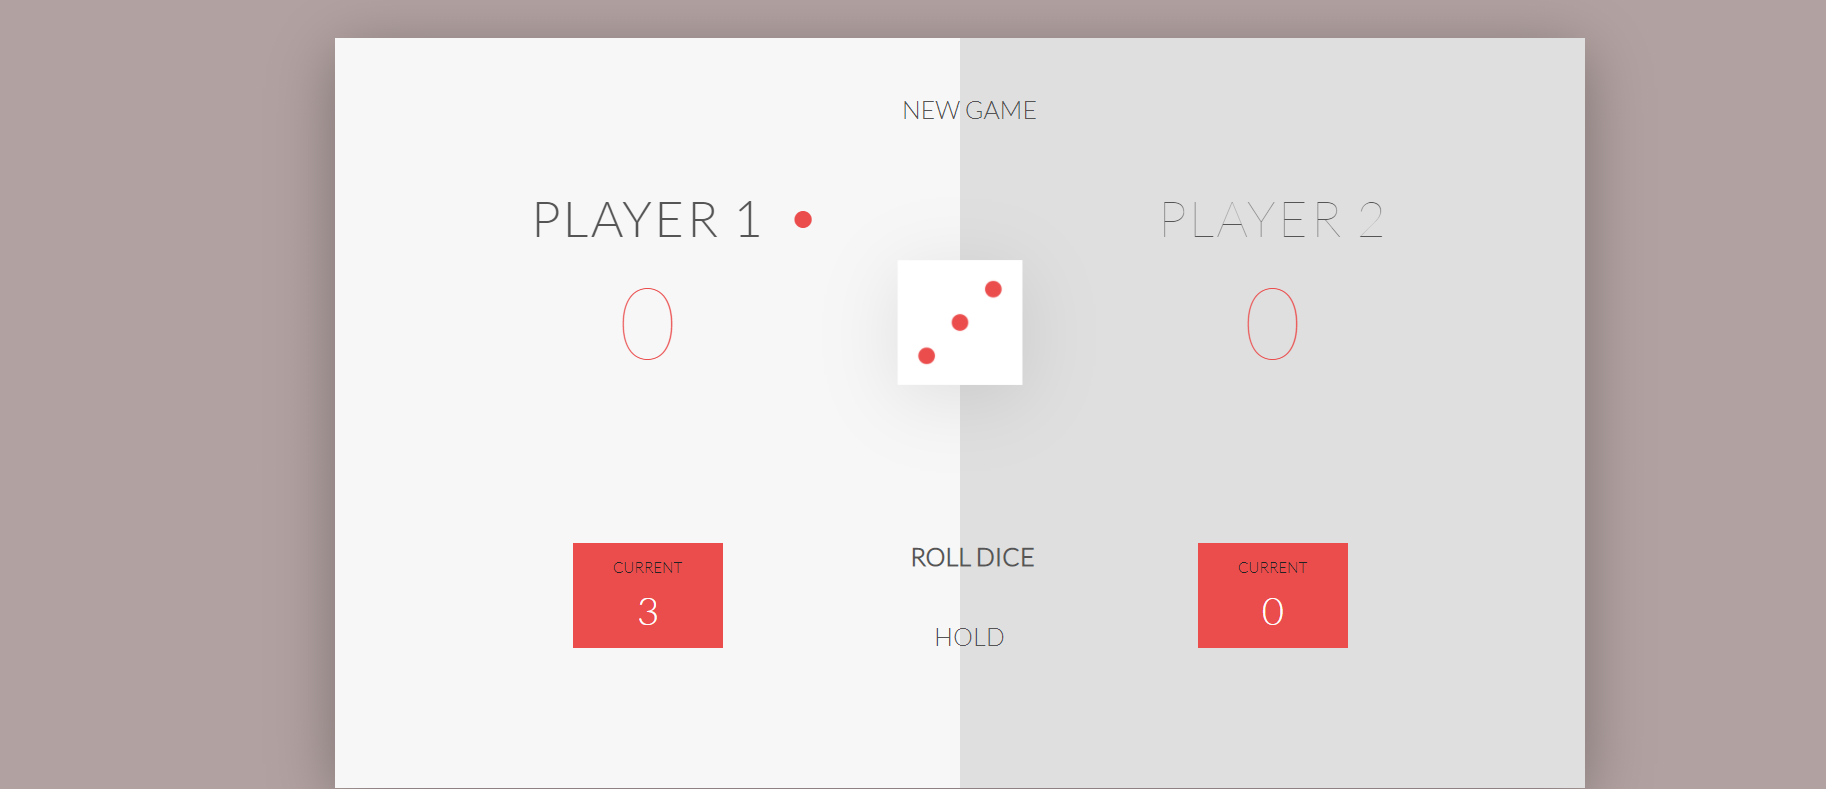 NEW GAME
PLAYER 1
0
PLAYER 2
0
CURRENT
3
ROLL DICE
HOLD
CURRENT
0